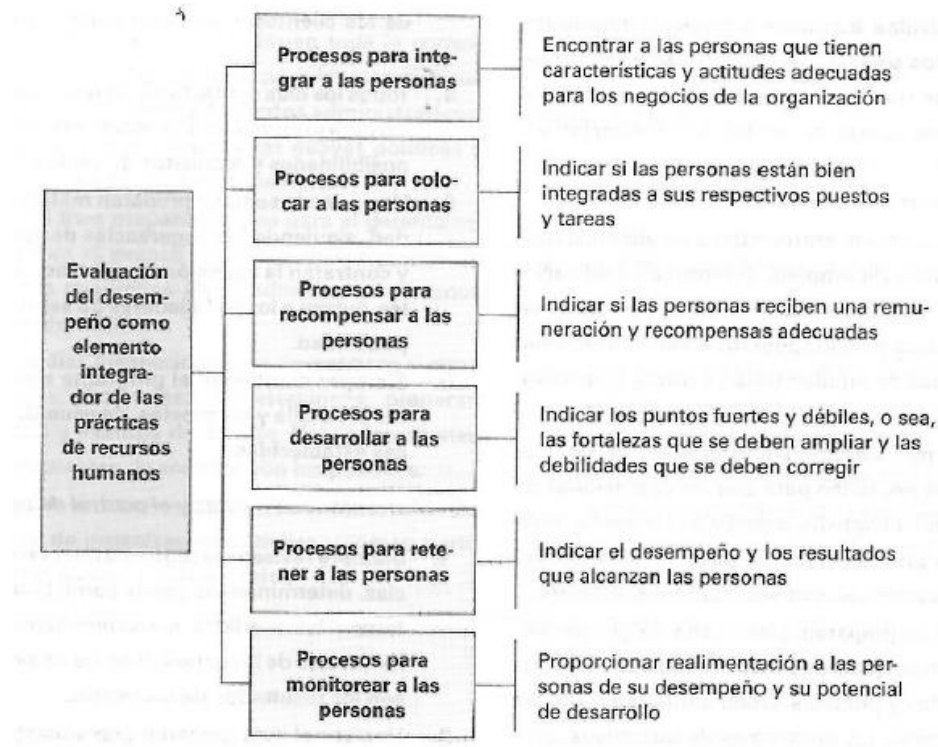 Evaluación
del desem-
peño como
elemento
integra-
dor de las
prácticas
de recursos
humanos
Procesos para inte-
grar a las personas
Encontrar a las personas que tienen
características y actitudes adecuadas
para los negocios de la organización
Procesos para colo-
car a las personas
Indicar si las personas están bien
integradas a sus respectivos puestos
y tareas
Procesos para
recompensar a las
personas
Indicar si las personas reciben una remu-
neración y recompensas adecuadas
Procesos para
desarrollar a las
personas
Indicar los puntos fuertes y débiles, o sea,
las fortalezas que se deben ampliar y las
debilidades que se deben corregir
Procesos para rete-
ner a las personas
Indicar el desempeño y los resultados
que alcanzan las personas
Procesos para
monitorear a las
personas
Proporcionar realimentación a las per-
sonas de su desempeño y su potencial
de desarrollo